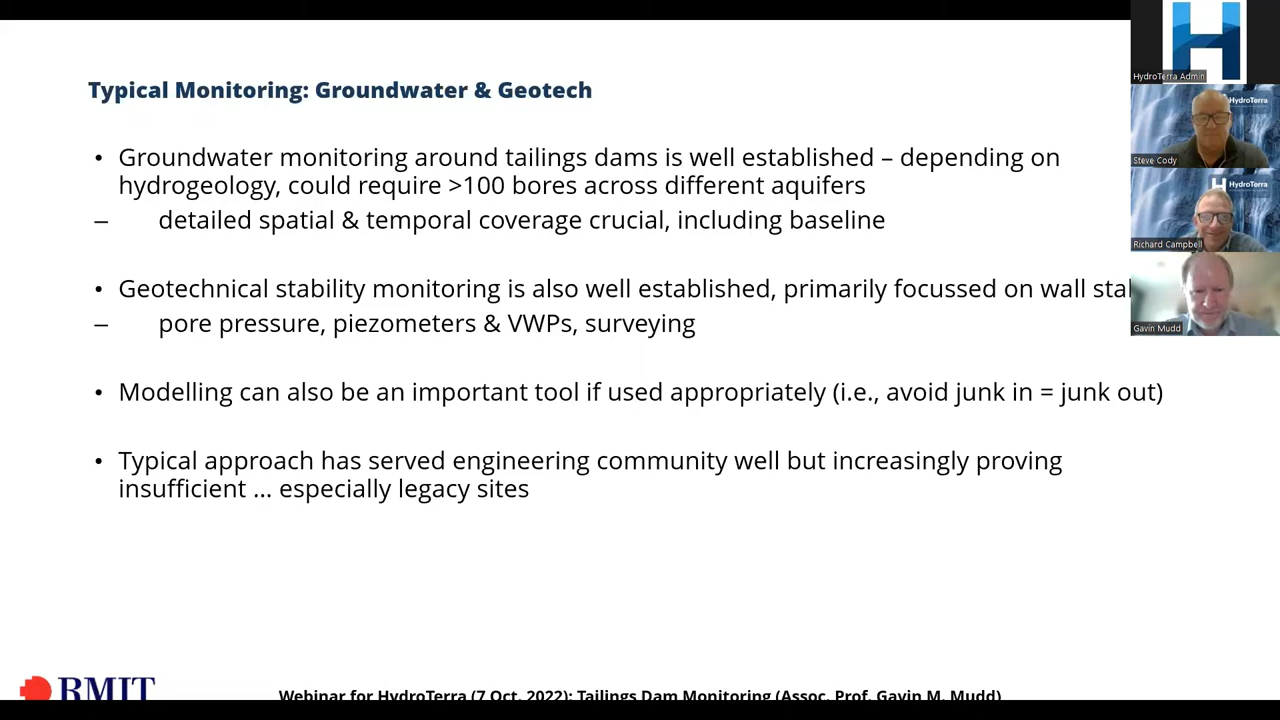 Typical Monitoring: Groundwater & Geotech
• Groundwater monitoring around tailings dams is well established – depending on
hydrogeology, could require >100 bores across different aquifers
– detailed spatial & temporal coverage crucial, including baseline
• Geotechnical stability monitoring is also well established, primarily focussed on wall
– pore pressure, piezometers & VWPs, surveying
• Modelling can also be an important tool if used appropriately (i.e., avoid junk in = junk out)
• Typical approach has served engineering community well but increasingly proving
insufficient ... especially legacy sites
RMIT
Webinar for HydroTerra (7 Oct. 2022): Tailings Dam Monitoring (Assoc. Prof. Gavin M. Mudd)
HydroTerra Admin
HydroTerra
Steve Cody
HydroTerra
Richard Campbell
Gavin Mudd